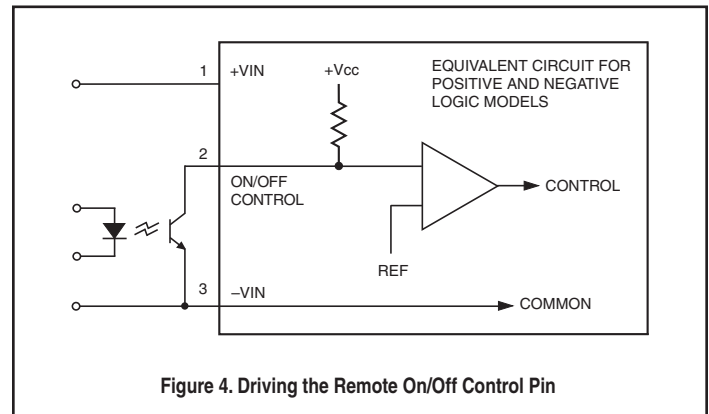 1 +VIN
+Vcc
EQUIVALENT CIRCUIT FOR
POSITIVE AND NEGATIVE
LOGIC MODELS
2
ON/OFF
CONTROL
CONTROL
REF
3 –VIN
COMMON
Figure 4. Driving the Remote On/Off Control Pin